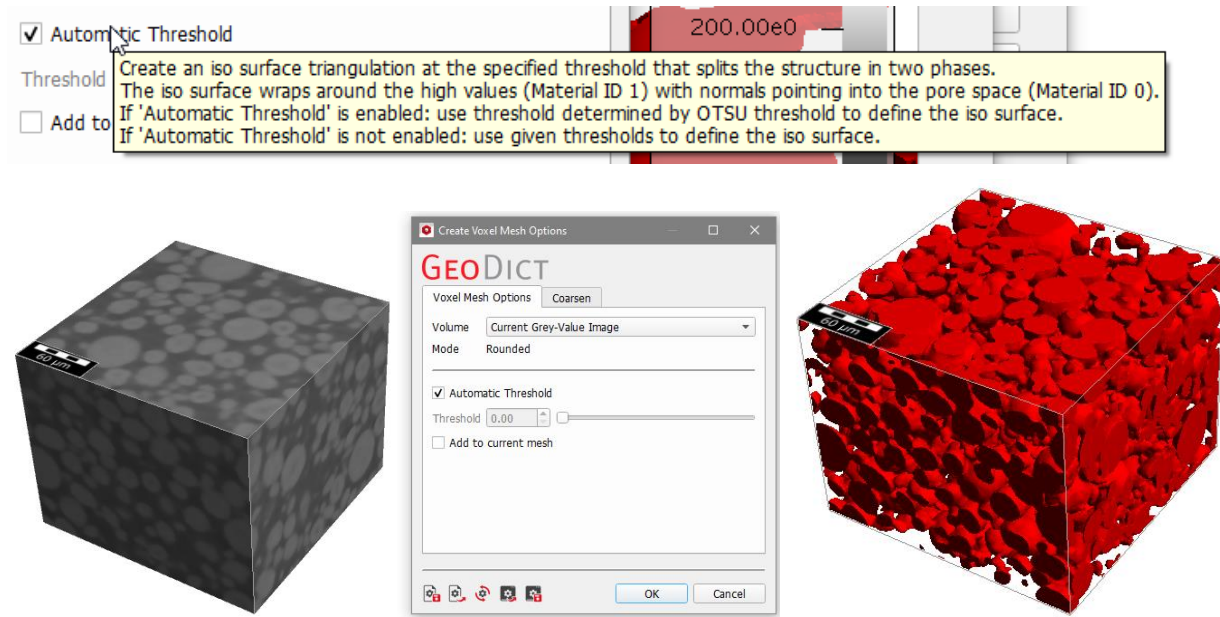 Automatic Threshold
200.00e0
Threshold
Add to
Create an iso surface triangulation at the specified threshold that splits the structure in two phases.
The iso surface wraps around the high values (Material ID 1) with normals pointing into the pore space (Material ID 0).
If 'Automatic Threshold' is enabled: use threshold determined by OTSU threshold to define the iso surface.
If 'Automatic Threshold' is not enabled: use given thresholds to define the iso surface.
60 µm
Create Voxel Mesh Options
GEODICT
Voxel Mesh Options Coarsen
Volume Current Grey-Value Image
Mode Rounded
Automatic Threshold
Threshold 0.00
Add to current mesh
OK Cancel
60 µm